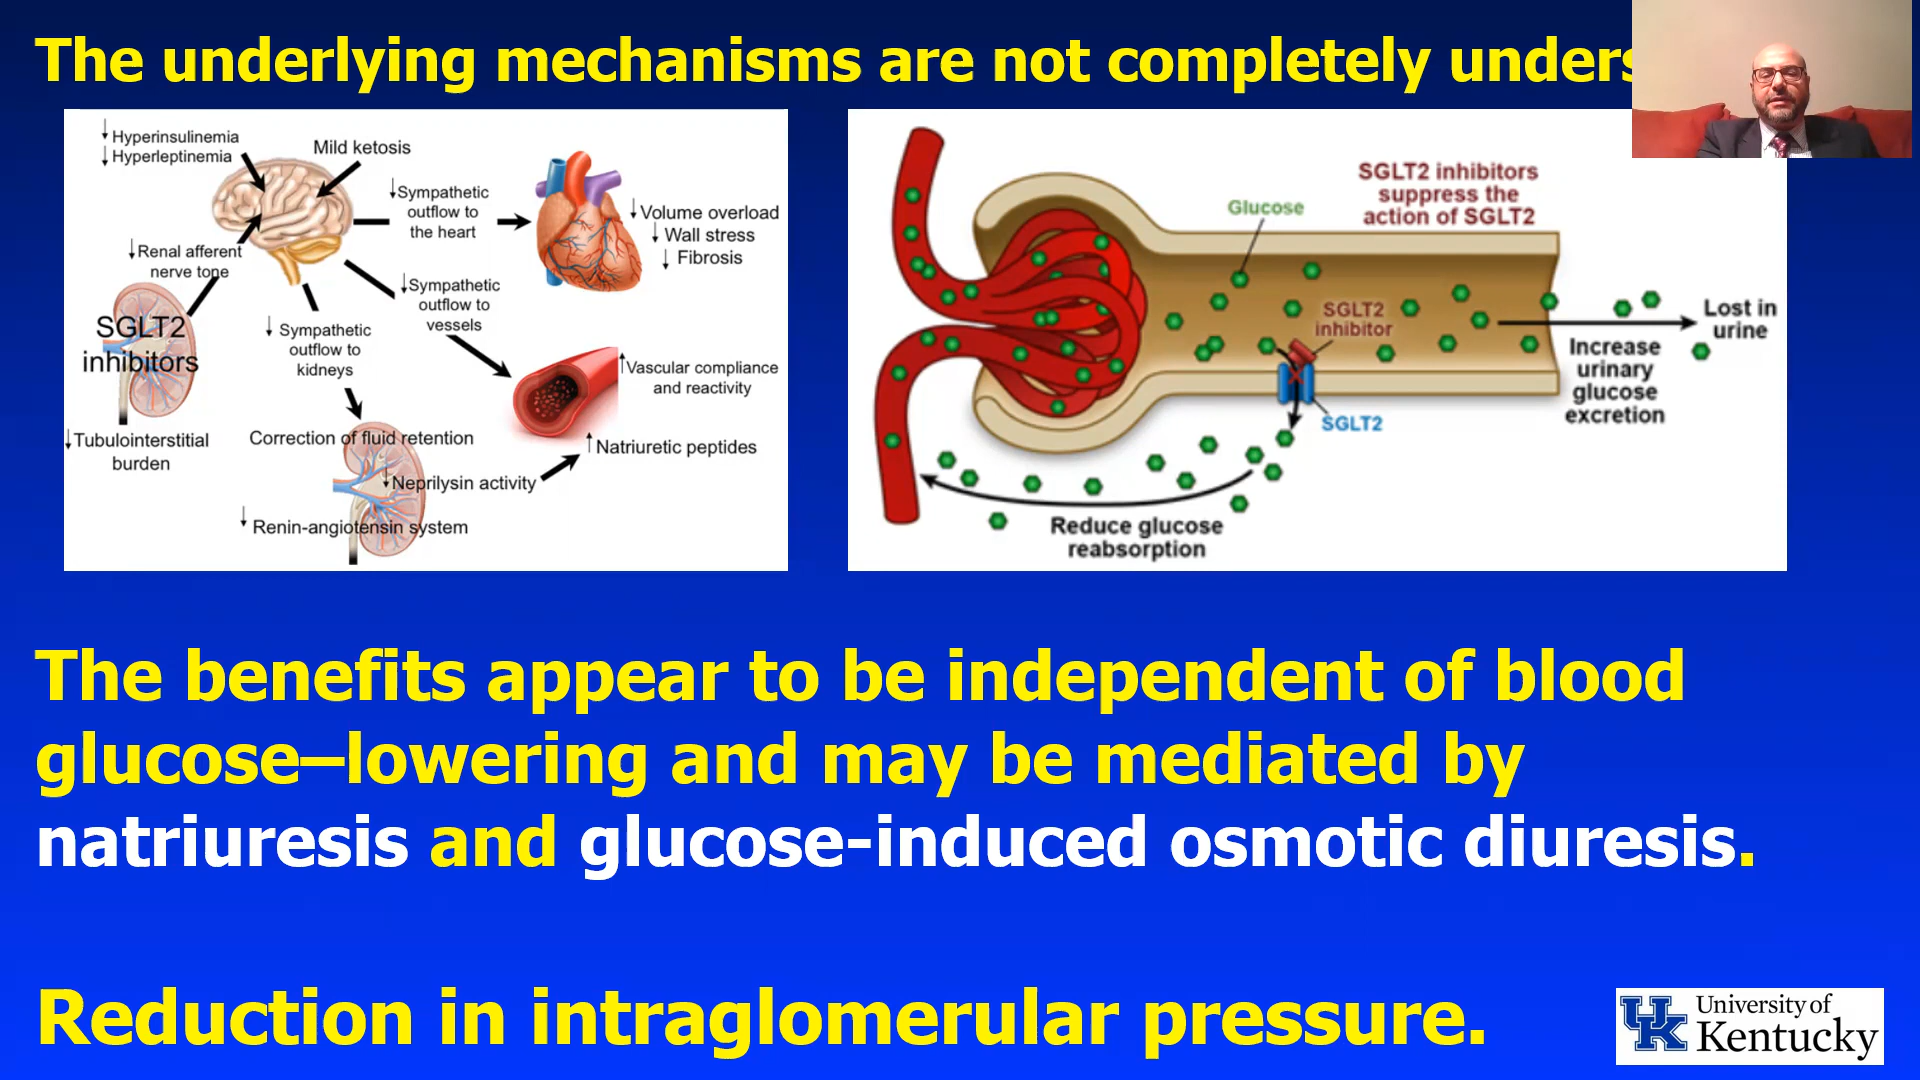 The underlying mechanisms are not completely unders
↓Hyperinsulinemia
↓Hyperleptinemia
Mild ketosis
↓Sympathetic
outflow to
the heart
↓Volume overload
↓ Wall stress
↓ Fibrosis
↓Renal afferent
nerve tone
↓Sympathetic
outflow to
vessels
SGLT2
inhibitors
↓ Sympathetic
outflow to
kidneys
↑Vascular compliance
and reactivity
↓Tubulointerstitial
burden
Correction of fluid retention
↑Natriuretic peptides
↓Neprilysin activity
↓ Renin-angiotensin system
SGLT2 inhibitors
suppress the
action of SGLT2
Glucose
SGLT2
inhibitor
Lost in
urine
Increase
urinary
glucose
excretion
SGLT2
Reduce glucose
reabsorption
The benefits appear to be independent of blood
glucose–lowering and may be mediated by
natriuresis and glucose-induced osmotic diuresis.
Reduction in intraglomerular pressure.
UK
University of
Kentucky